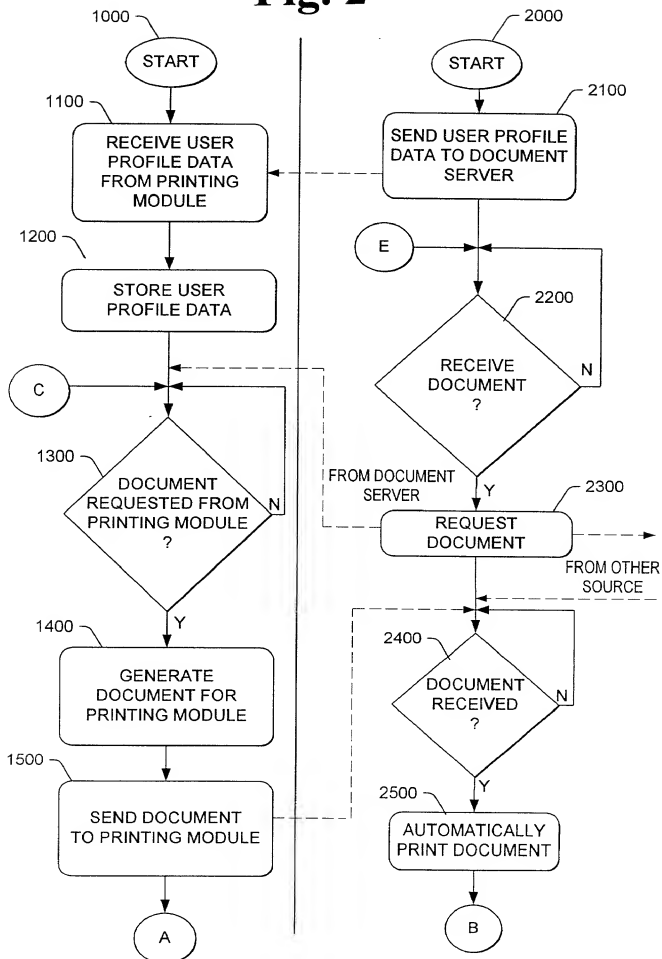 Fig. 2
1000
START
1100
RECEIVE USER
PROFILE DATA
FROM PRINTING
MODULE
1200
STORE USER
PROFILE DATA
C
1300
DOCUMENT
REQUESTED FROM
PRINTING MODULE
?
N
Y
1400
GENERATE
DOCUMENT FOR
PRINTING MODULE
1500
SEND DOCUMENT
TO PRINTING MODULE
A
2000
START
2100
SEND USER PROFILE
DATA TO DOCUMENT
SERVER
E
2200
RECEIVE
DOCUMENT
?
N
Y
FROM DOCUMENT
SERVER
2300
REQUEST
DOCUMENT
FROM OTHER
SOURCE
2400
DOCUMENT
RECEIVED
?
N
Y
2500
AUTOMATICALLY
PRINT DOCUMENT
B